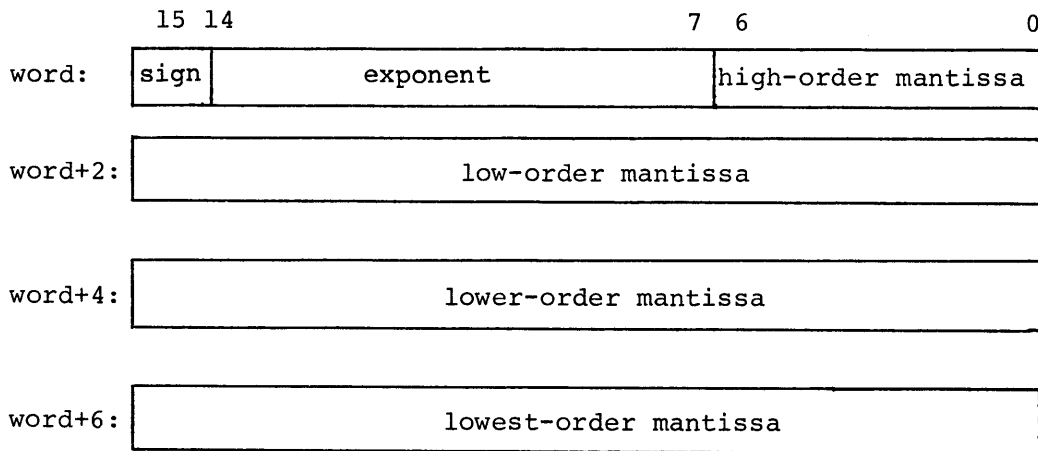 15 14 7 6 0
word: sign exponent high-order mantissa
word+2: low-order mantissa
word+4: lower-order mantissa
word+6: lowest-order mantissa